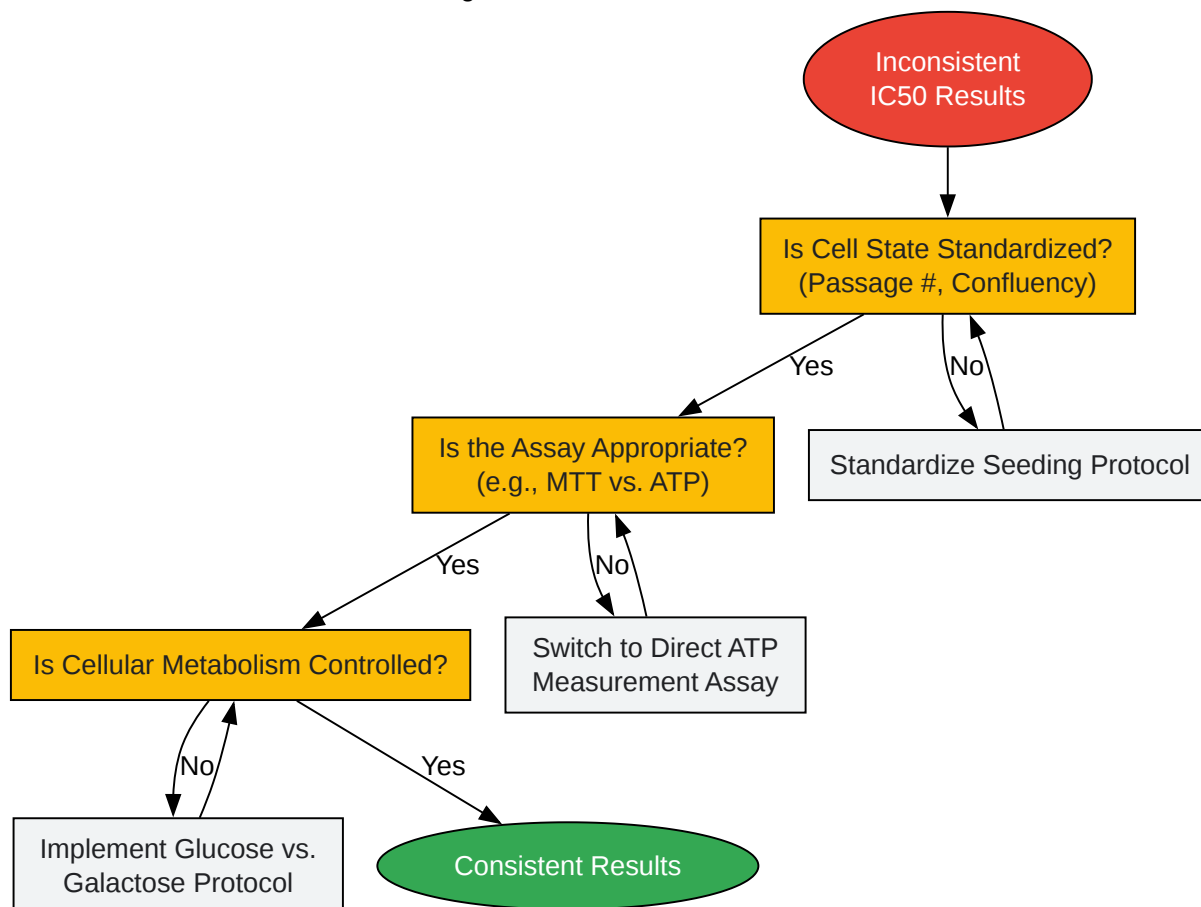 Inconsistent
IC50 Results
Is Cell State Standardized?
(Passage #, Confluency)
Yes
No
Is the Assay Appropriate?
(e.g., MTT vs. ATP)
Standardize Seeding Protocol
Yes
No
Is Cellular Metabolism Controlled?
Switch to Direct ATP
Measurement Assay
No
Yes
Implement Glucose vs.
Galactose Protocol
Consistent Results